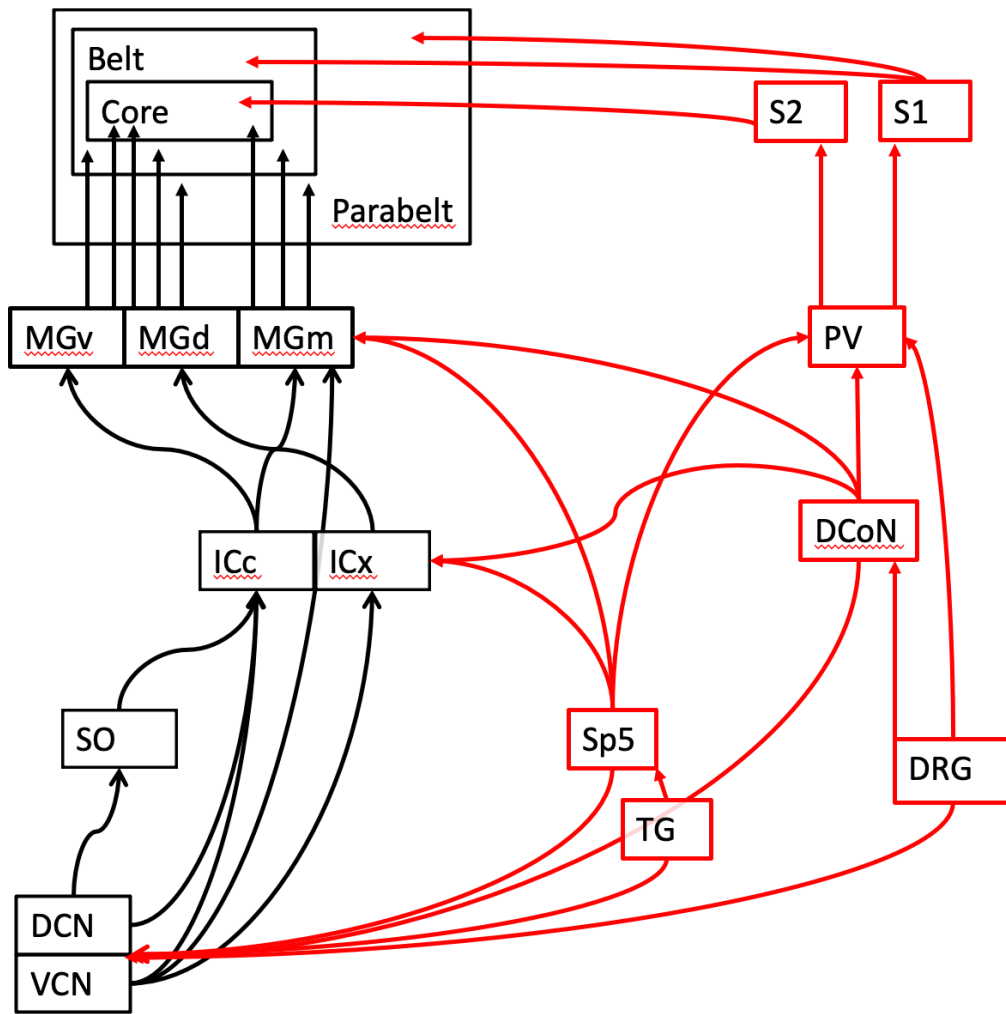 Belt
Core
S2
S1
Parabelt
MGv
MGd
MGm
PV
ICc
ICx
DCoN
SO
Sp5
DRG
TG
DCN
VCN